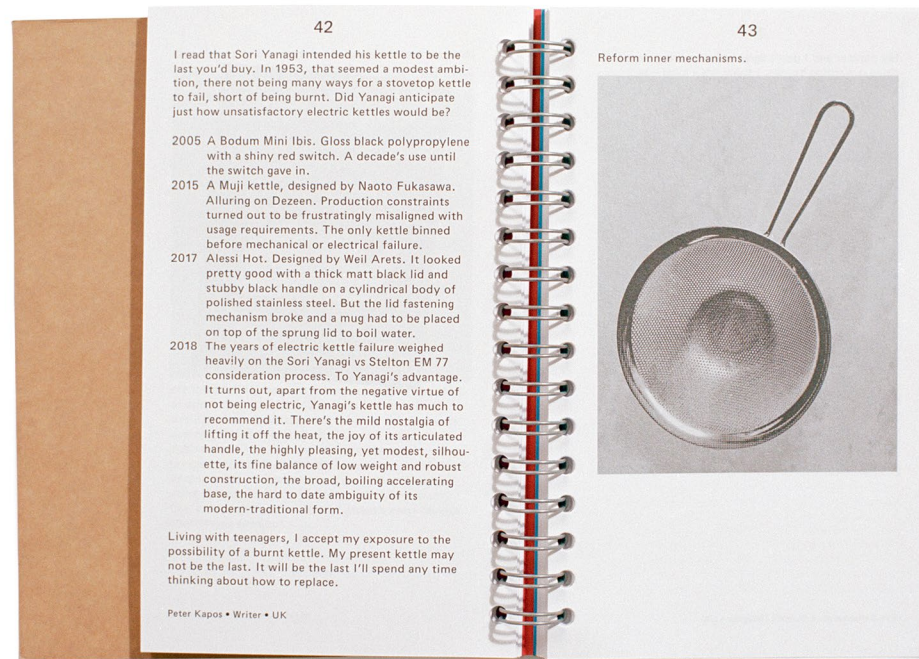 42
I read that Sori Yanagi intended his kettle to be the
last you'd buy. In 1953, that seemed a modest ambi-
tion, there not being many ways for a stovetop kettle
to fail, short of being burnt. Did Yanagi anticipate
just how unsatisfactory electric kettles would be?
2005 A Bodum Mini Ibis. Gloss black polypropylene
with a shiny red switch. A decade's use until
the switch gave in.
2015 A Muji kettle, designed by Naoto Fukasawa.
Alluring on Dezeen. Production constraints
turned out to be frustratingly misaligned with
usage requirements. The only kettle binned
before mechanical or electrical failure.
2017 Alessi Hot. Designed by Weil Arets. It looked
pretty good with a thick matt black lid and
stubby black handle on a cylindrical body of
polished stainless steel. But the lid fastening
mechanism broke and a mug had to be placed
on top of the sprung lid to boil water.
2018 The years of electric kettle failure weighed
heavily on the Sori Yanagi vs Stelton EM 77
consideration process. To Yanagi's advantage.
It turns out, apart from the negative virtue of
not being electric, Yanagi's kettle has much to
recommend it. There's the mild nostalgia of
lifting it off the heat, the joy of its articulated
handle, the highly pleasing, yet modest, silhou-
ette, its fine balance of low weight and robust
construction, the broad, boiling accelerating
base, the hard to date ambiguity of its
modern-traditional form.
Living with teenagers, I accept my exposure to the
possibility of a burnt kettle. My present kettle may
not be the last. It will be the last I'll spend any time
thinking about how to replace.
Peter Kapos • Writer • UK
43
Reform inner mechanisms.